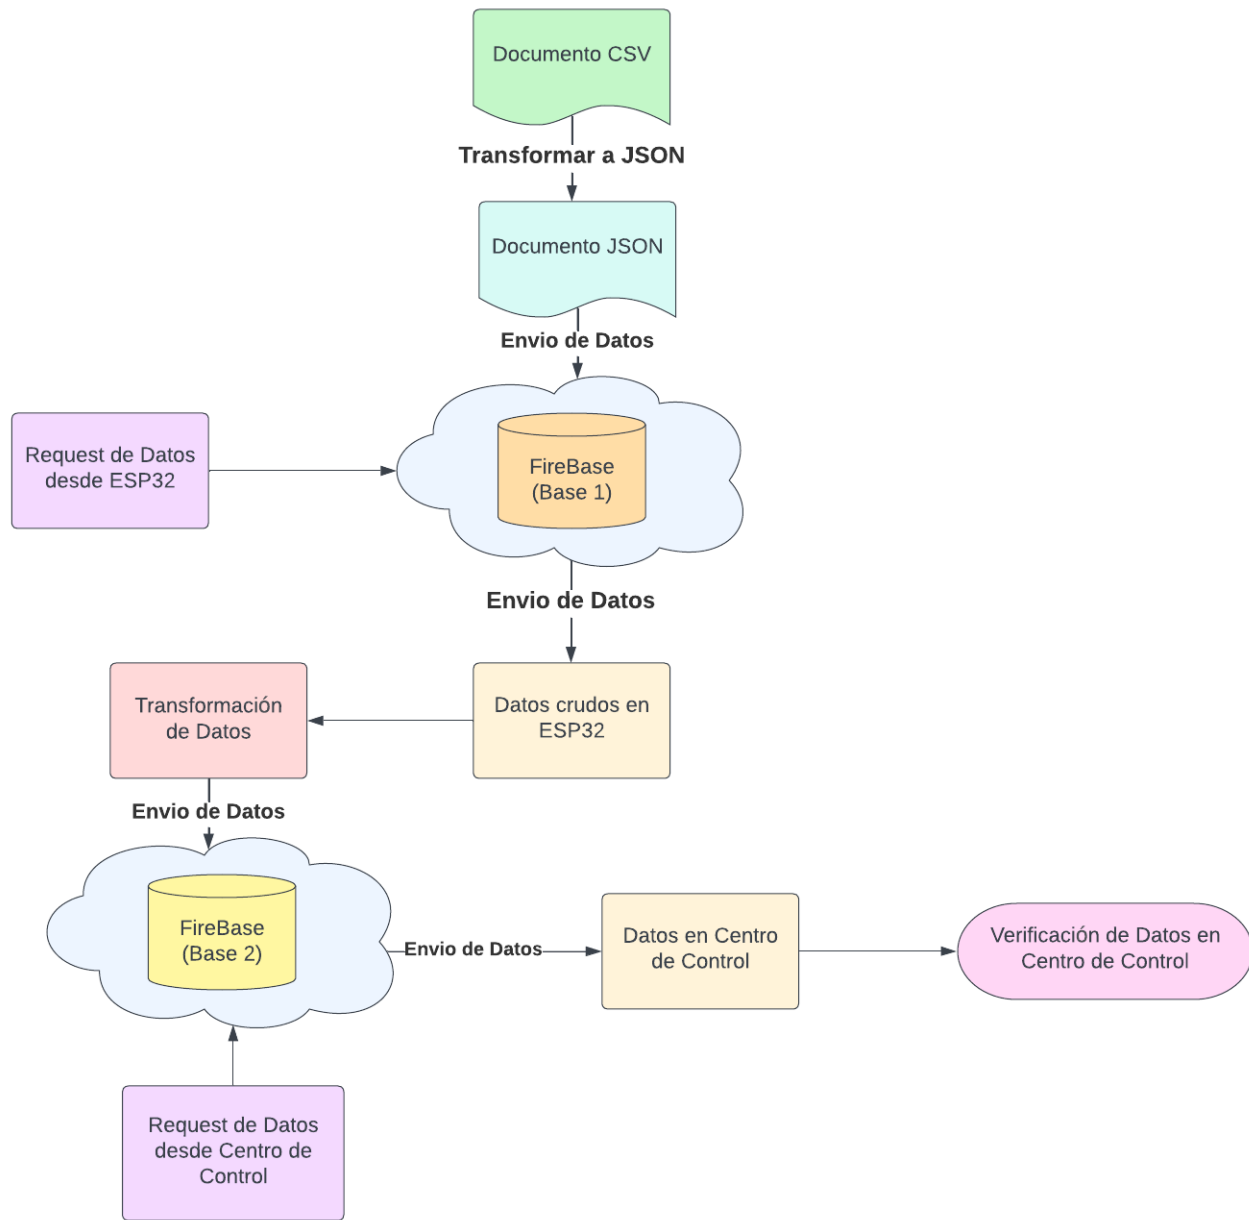 Documento CSV
Transformar a JSON
Documento JSON
Envio de Datos
Request de Datos
desde ESP32
FireBase
(Base 1)
Envio de Datos
Transformación
de Datos
Datos crudos en
ESP32
Envio de Datos
FireBase
(Base 2)
Envio de Datos
Datos en Centro
de Control
Verificación de Datos en
Centro de Control
Request de Datos
desde Centro de
Control